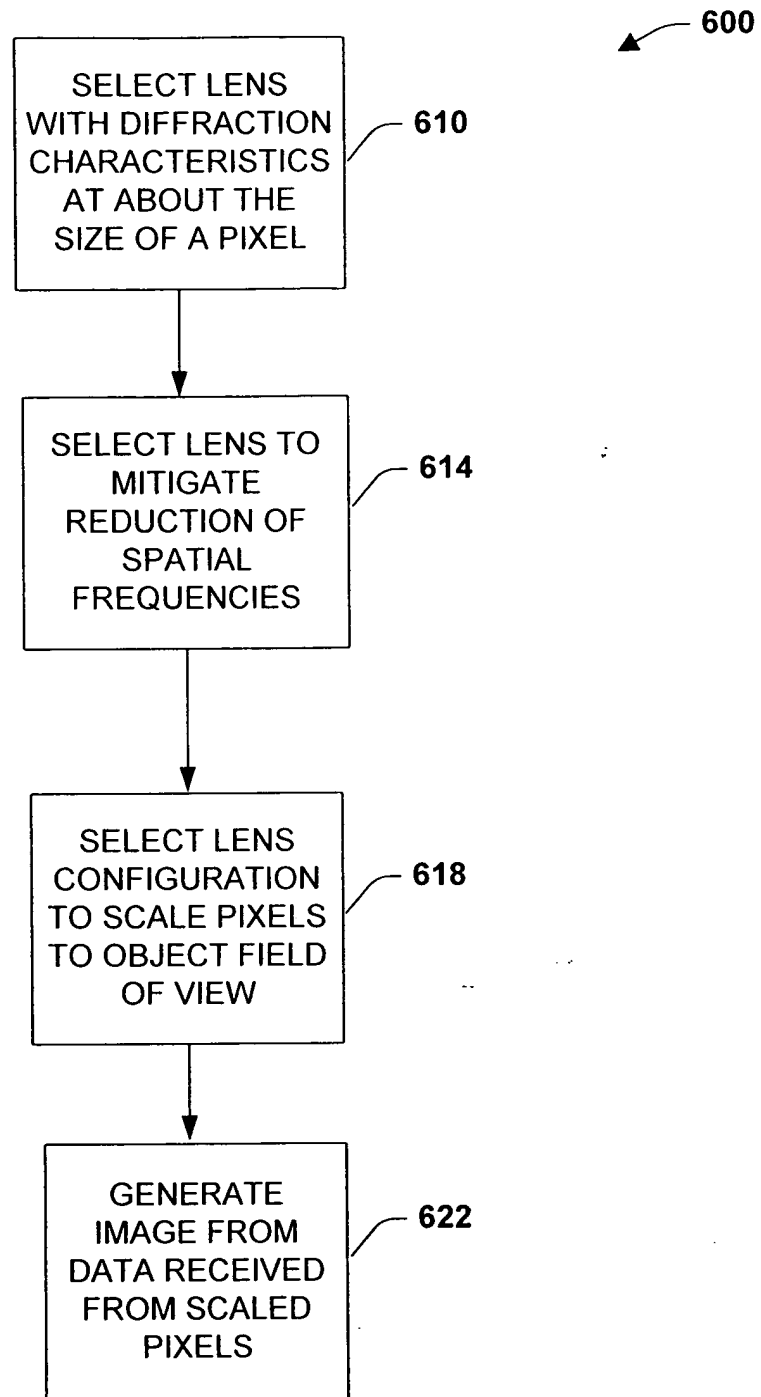 600
SELECT LENS
WITH DIFFRACTION
CHARACTERISTICS
AT ABOUT THE
SIZE OF A PIXEL
610
SELECT LENS TO
MITIGATE
REDUCTION OF
SPATIAL
FREQUENCIES
614
SELECT LENS
CONFIGURATION
TO SCALE PIXELS
TO OBJECT FIELD
OF VIEW
618
GENERATE
IMAGE FROM
DATA RECEIVED
FROM SCALED
PIXELS
622